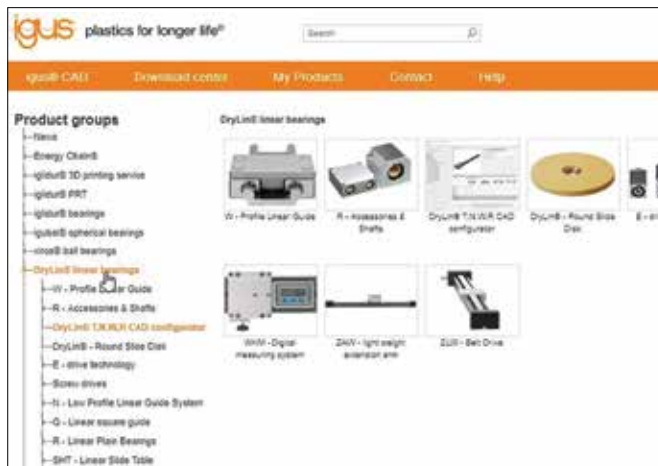 igus plastics for longer life®
Search
igus® CAD Download center My Products Contact Help
Product groups
News
Energy Chain®
iglidur® 3D printing service
iglidur® PRT
iglidur® bearings
igubal® spherical bearings
xiros® ball bearings
DryLin® linear bearings
W - Profile Linear Guide
R - Accessories & Shafts
DryLin® T,N,W,R CAD configurator
DryLin® - Round Slide Disk
E - drive technology
Screw drives
N - Low Profile Linear Guide System
Q - Linear square guide
R - Linear Plain Bearings
SHT - Linear Slide Table
DryLin® linear bearings
W - Profile Linear Guide
R - Accessories &
Shafts
DryLin® T,N,W,R CAD
configurator
DryLin® - Round Slide
Disk
E - dr
WHM - Digital
measuring system
ZAW - light weight
extension arm
ZLW - Belt Drive